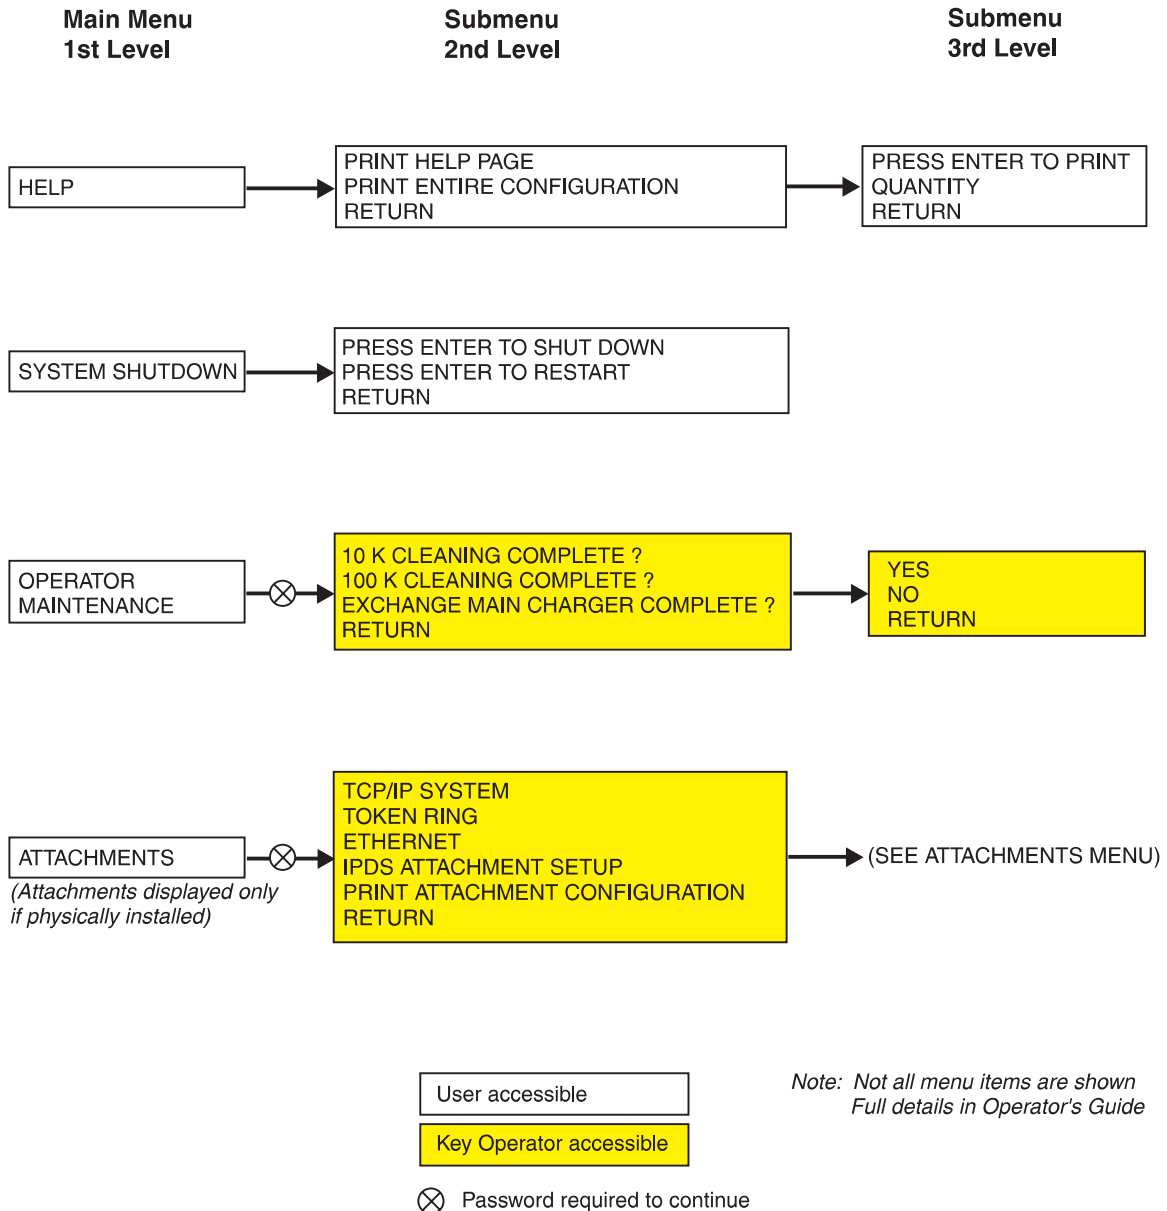 Main Menu
1st Level
Submenu
2nd Level
Submenu
3rd Level
HELP
PRINT HELP PAGE
PRINT ENTIRE CONFIGURATION
RETURN
PRESS ENTER TO PRINT
QUANTITY
RETURN
SYSTEM SHUTDOWN
PRESS ENTER TO SHUT DOWN
PRESS ENTER TO RESTART
RETURN
OPERATOR
MAINTENANCE
10 K CLEANING COMPLETE ?
100 K CLEANING COMPLETE ?
EXCHANGE MAIN CHARGER COMPLETE ?
RETURN
YES
NO
RETURN
ATTACHMENTS
(Attachments displayed only
if physically installed)
TCP/IP SYSTEM
TOKEN RING
ETHERNET
IPDS ATTACHMENT SETUP
PRINT ATTACHMENT CONFIGURATION
RETURN
(SEE ATTACHMENTS MENU)
User accessible
Key Operator accessible
Password required to continue
Note: Not all menu items are shown
Full details in Operator's Guide